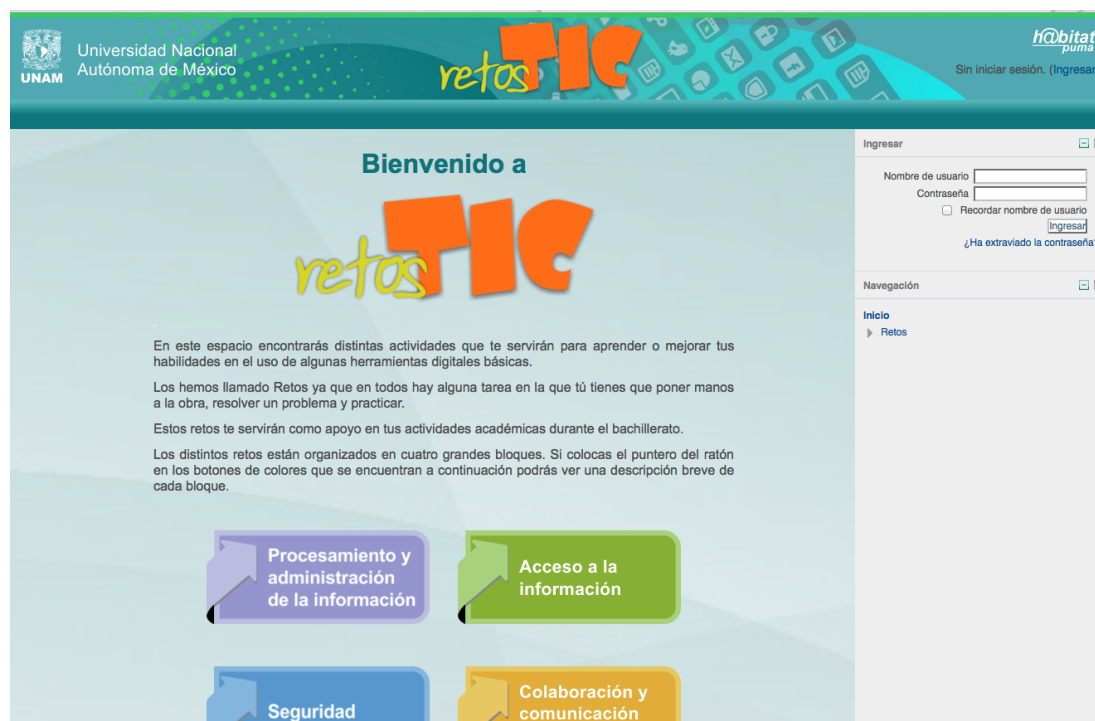 UNAM
Universidad Nacional
Autónoma de México
retosTIC
h@bitat
puma
Sin iniciar sesión. (Ingresar
Bienvenido a
retosTIC
En este espacio encontrarás distintas actividades que te servirán para aprender o mejorar tus
habilidades en el uso de algunas herramientas digitales básicas.
Los hemos llamado Retos ya que en todos hay alguna tarea en la que tú tienes que poner manos
a la obra, resolver un problema y practicar.
Estos retos te servirán como apoyo en tus actividades académicas durante el bachillerato.
Los distintos retos están organizados en cuatro grandes bloques. Si colocas el puntero del ratón
en los botones de colores que se encuentran a continuación podrás ver una descripción breve de
cada bloque.
Procesamiento y
administración
de la información
Acceso a la
información
Seguridad
Colaboración y
comunicación
Ingresar
Nombre de usuario
Contraseña
Recordar nombre de usuario
Ingresar
¿Ha extraviado la contraseña?
Navegación
Inicio
Retos